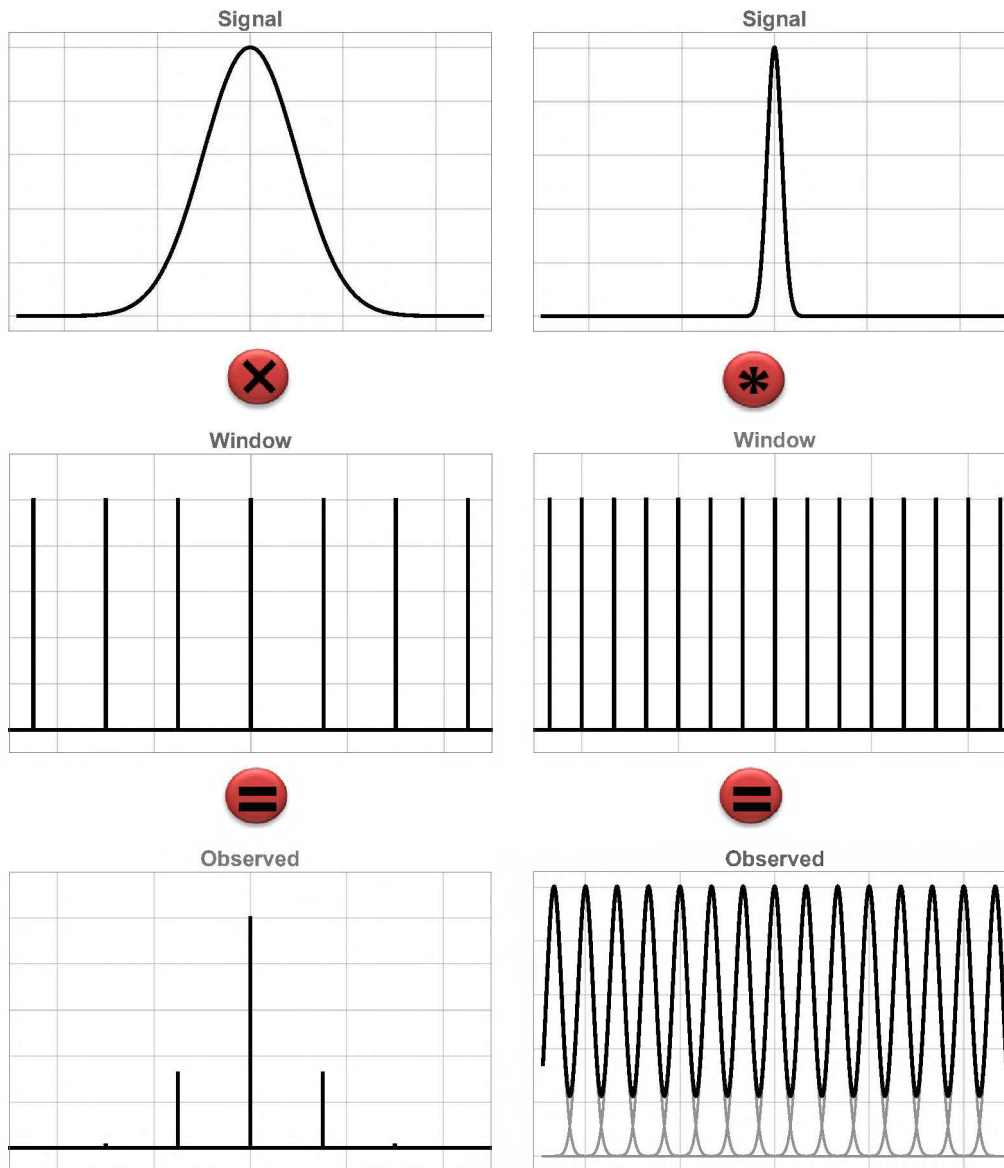 Signal
Signal
×
*
Window
Window
=
=
Observed
Observed